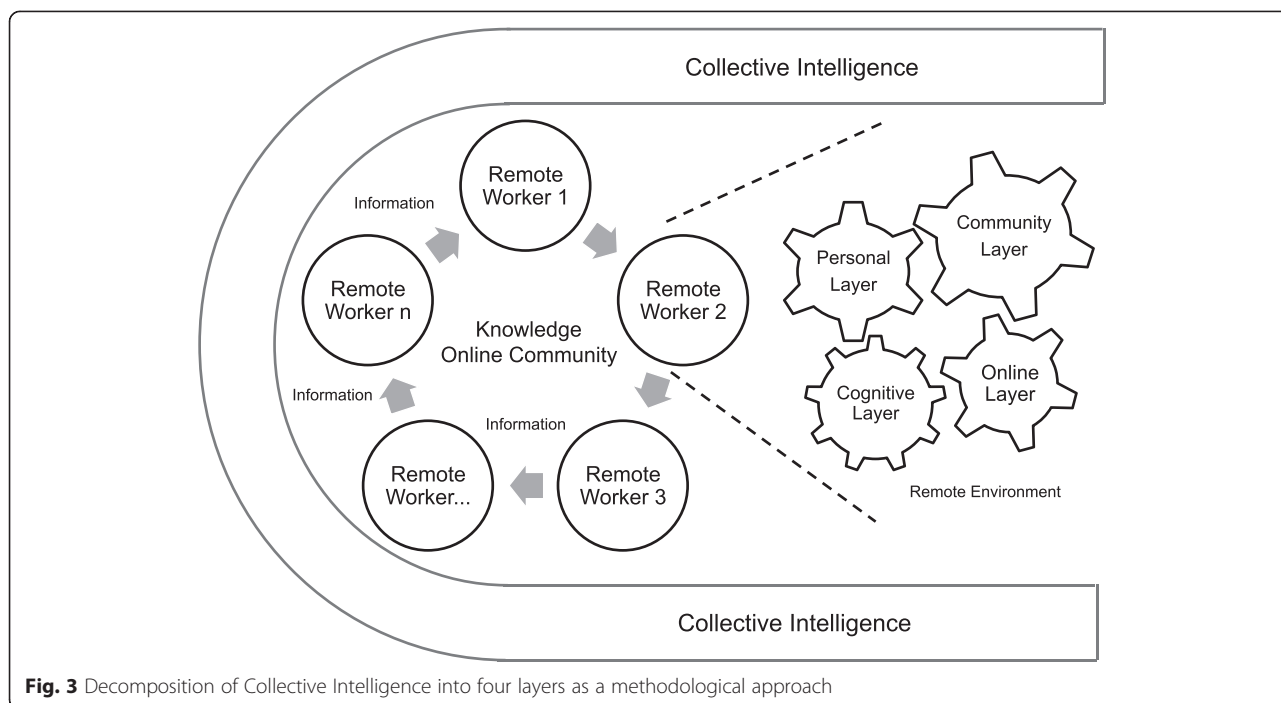 Collective Intelligence
Remote
Worker 1
Information
Remote
Worker n
Remote
Worker 2
Knowledge
Online Community
Information
Information
Remote
Worker...
Remote
Worker 3
Personal
Layer
Community
Layer
Cognitive
Layer
Online
Layer
Remote Environment
Collective Intelligence
Fig. 3 Decomposition of Collective Intelligence into four layers as a methodological approach